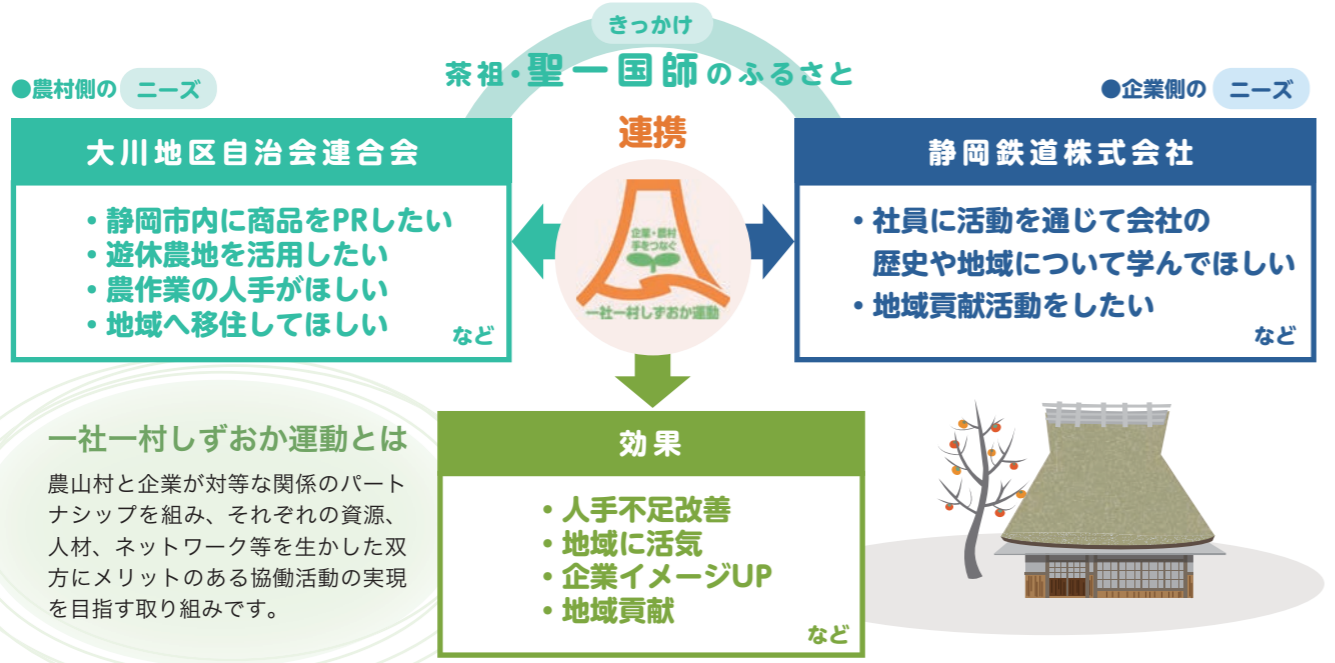 きっかけ
茶祖・聖一国師のふるさと
●農村側の ニーズ
大川地区自治会連合会
・静岡市内に商品をPRしたい
・遊休農地を活用したい
・農作業の人手がほしい
・地域へ移住してほしい
など
連携
企業・農村
手をつなぐ
一社一村しずおか運動
●企業側の ニーズ
静岡鉄道株式会社
・社員に活動を通じて会社の
歴史や地域について学んでほしい
・地域貢献活動をしたい
など
一社一村しずおか運動とは
農山村と企業が対等な関係のパート
ナシップを組み、それぞれの資源、
人材、ネットワーク等を生かした双
方にメリットのある協働活動の実現
を目指す取り組みです。
効果
・人手不足改善
・地域に活気
・企業イメージUP
・地域貢献
など